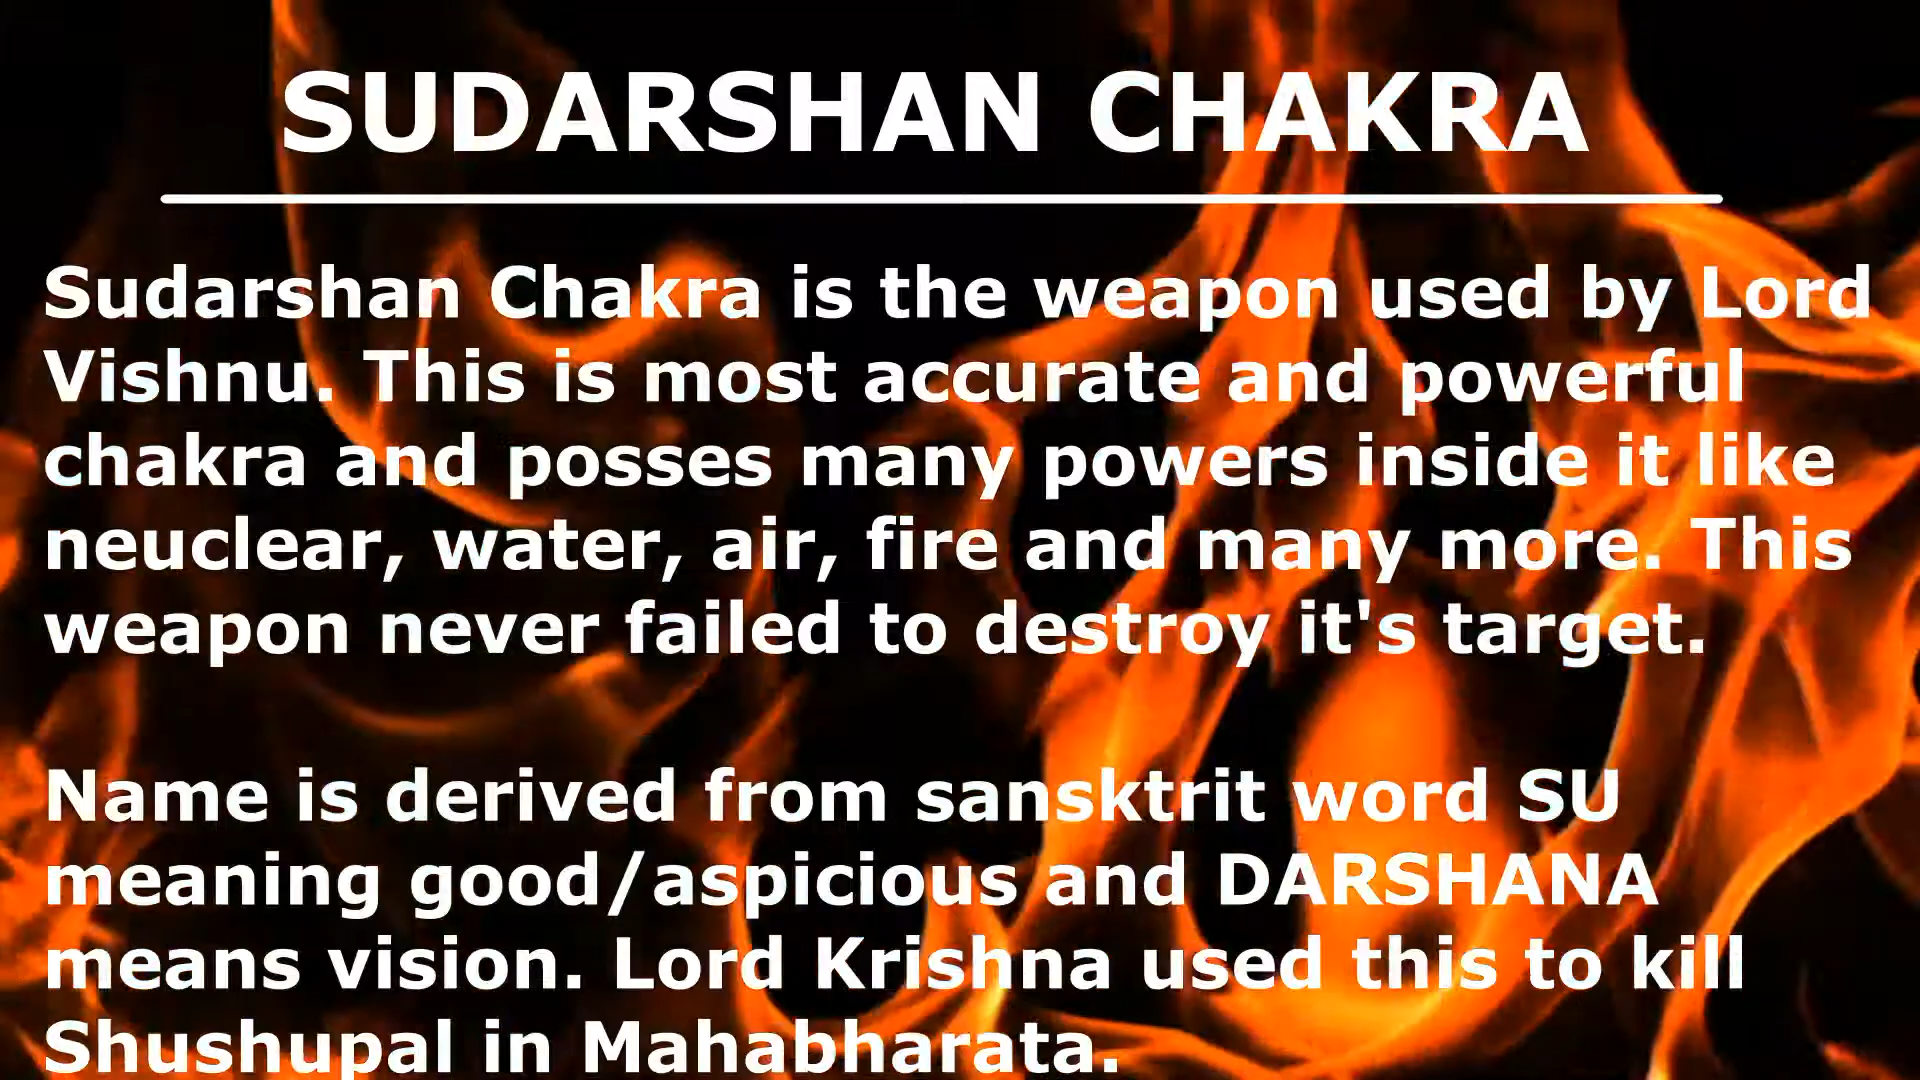 SUDARSHAN CHAKRA
Sudarshan Chakra is the weapon used by Lord
Vishnu. This is most accurate and powerful
chakra and posses many powers inside it like
neuclear, water, air, fire and many more. This
weapon never failed to destroy it's target.
Name is derived from sansktrit word SU
meaning good/aspicious and DARSHANA
means vision. Lord Krishna used this to kill
Shushupal in Mahabharata.